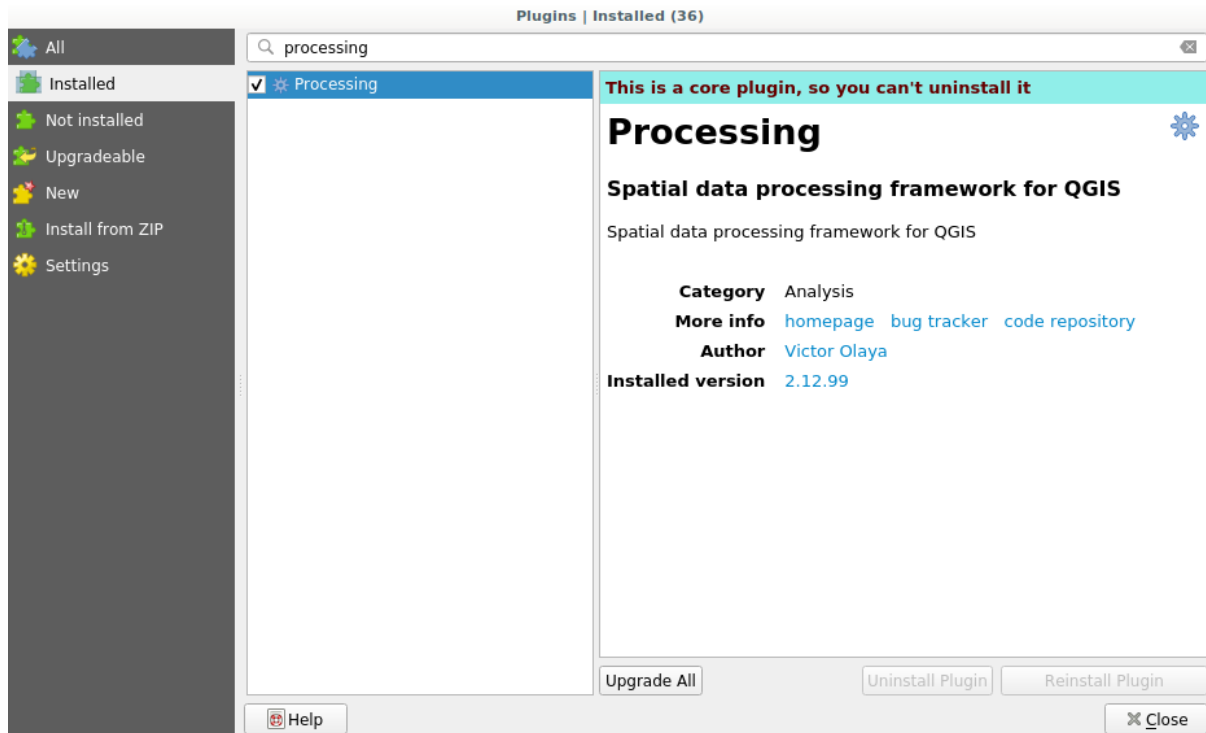 Plugins | Installed (36)
All
Installed
Not installed
Upgradeable
New
Install from ZIP
Settings
processing
Processing
This is a core plugin, so you can't uninstall it
Processing
Spatial data processing framework for QGIS
Spatial data processing framework for QGIS
Category Analysis
More info homepage bug tracker code repository
Author Victor Olaya
Installed version 2.12.99
Upgrade All Uninstall Plugin Reinstall Plugin
Help Close